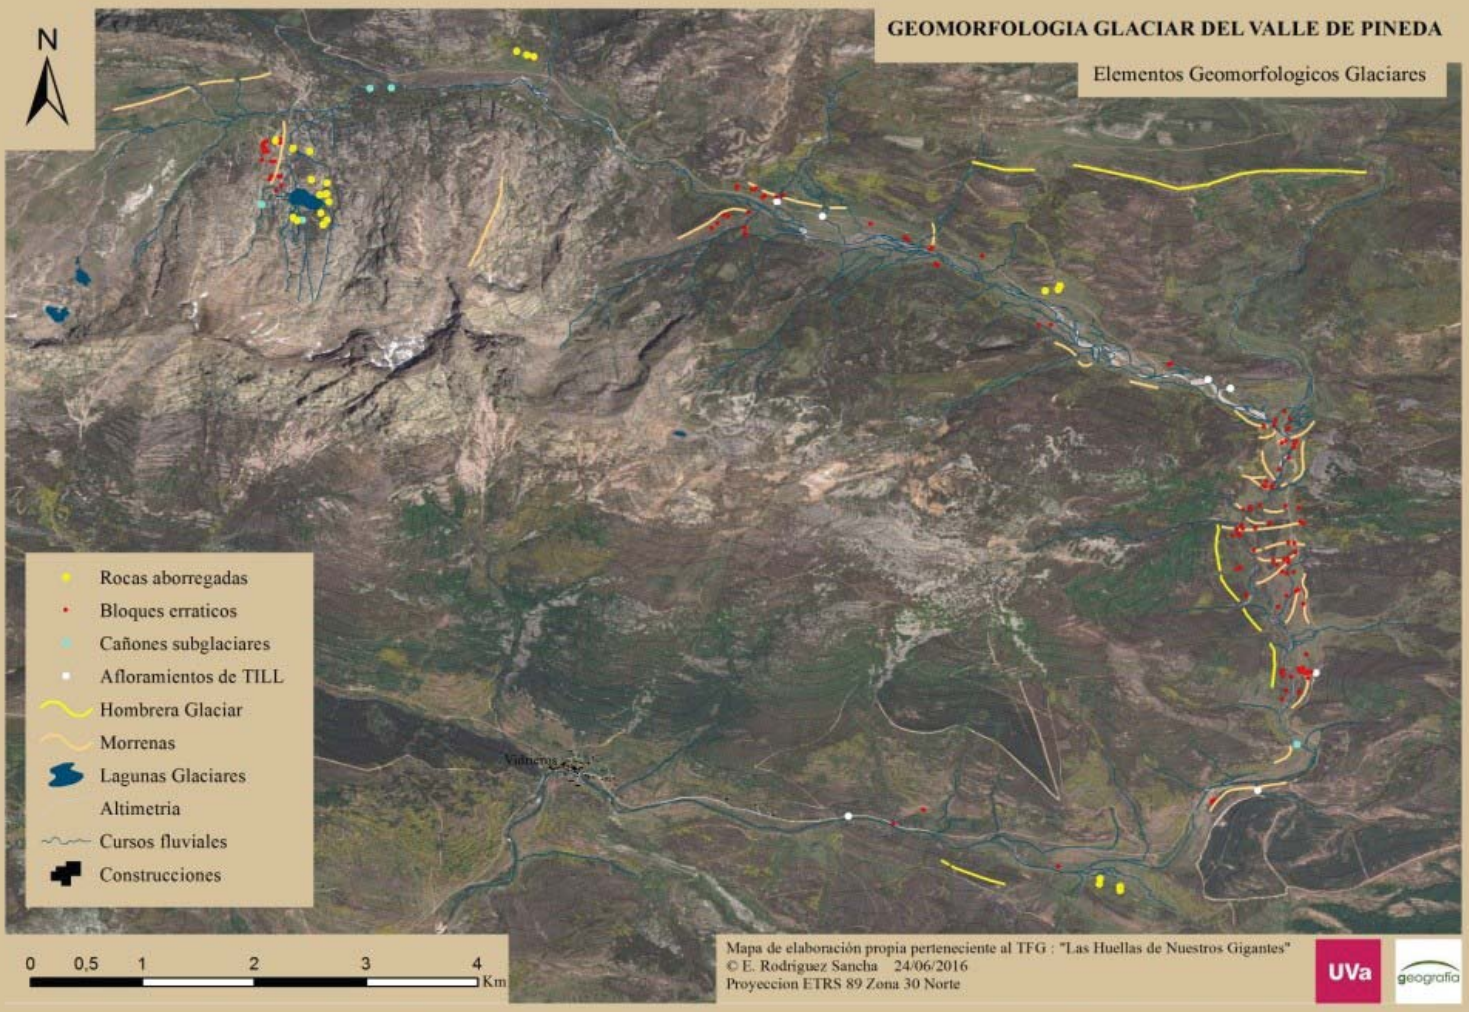 GEOMORFOLOGIA GLACIAR DEL VALLE DE PINEDA
Elementos Geomorfologicos Glaciares
N
Rocas aborregadas
Bloques erraticos
Cañones subglaciares
Afloramientos de TILL
Hombrera Glaciar
Morrenas
Lagunas Glaciares
Altimetria
Cursos fluviales
Construcciones
Vidrieros
0 0,5 1 2 3 4
Km
Mapa de elaboración propia perteneciente al TFG : "Las Huellas de Nuestros Gigantes"
© E. Rodríguez Sancha 24/06/2016
Proyeccion ETRS 89 Zona 30 Norte
UVa
geografía